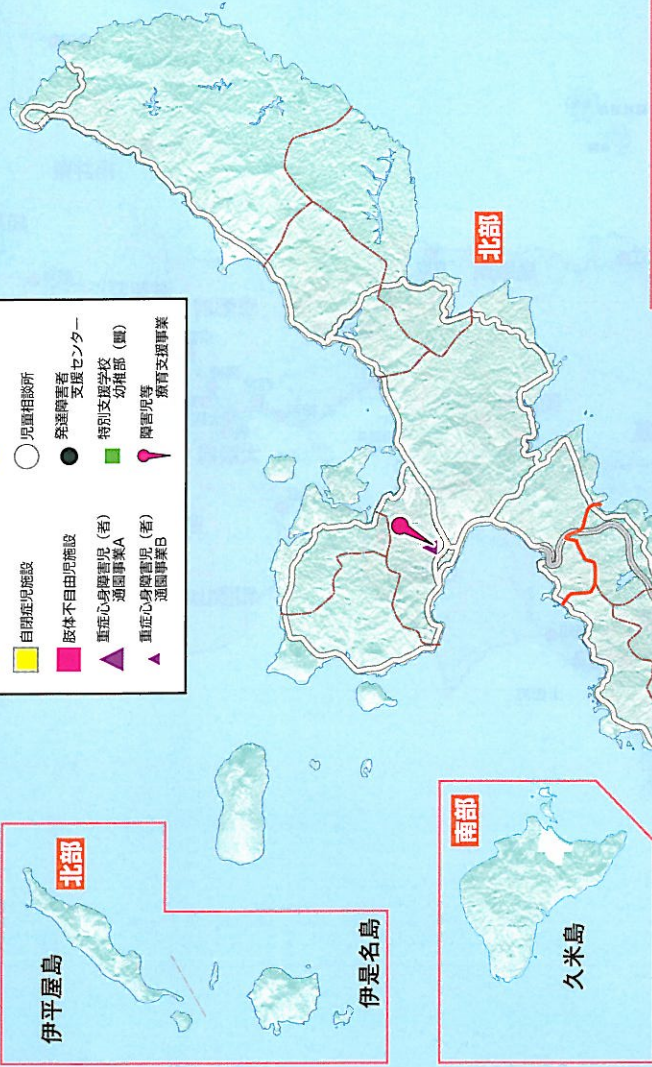 自閉症児施設
肢体不自由児施設
重症心身障害児（者）
通園事業A
重症心身障害児（者）
通園事業B
児童相談所
発達障害者
支援センター
特別支援学校
幼稚部（聾）
障害児等
療育支援事業
伊平屋島
北部
伊是名島
北部
南部
久米島